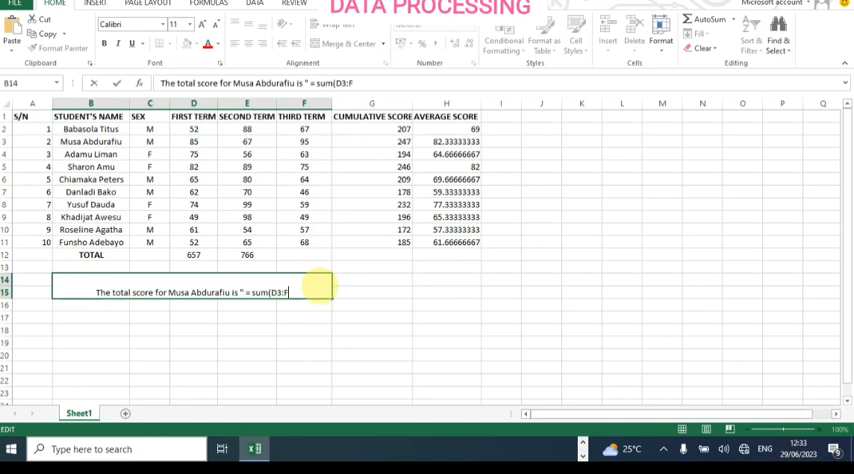 DATA PROCESSING
HOME INSERT PAGE LAYOUT FORMULAS DATA REVIEW Microsoft account
Cut
Copy
Paste
Format Painter
Clipboard
Calibri 11
B I U
Font
Wrap Text
Merge & Center
Alignment
General
%
Number
Conditional Formatting
Format as Table
Cell Styles
Styles
Insert Delete Format
Cells
AutoSum
Fill
Clear
Sort & Filter
Find & Select
Editing
B14 fx The total score for Musa Abdurafiu is " = sum(D3:F
A B C D E F G H I J K L M N O P Q
1 S/N STUDENT'S NAME SEX FIRST TERM SECOND TERM THIRD TERM CUMULATIVE SCORE AVERAGE SCORE
2 1 Babasola Titus M 52 88 67 207 69
3 2 Musa Abdurafiu M 85 67 95 247 82.33333333
4 3 Adamu Liman F 75 56 63 194 64.66666667
5 4 Sharon Amu F 82 89 75 246 82
6 5 Chiamaka Peters M 65 80 64 209 69.66666667
7 6 Danladi Bako M 62 70 46 178 59.33333333
8 7 Yusuf Dauda F 74 99 59 232 77.33333333
9 8 Khadijat Awesu F 49 98 49 196 65.33333333
10 9 Roseline Agatha M 61 54 57 172 57.33333333
11 10 Funsho Adebayo M 52 65 68 185 61.66666667
12 TOTAL 657 766
13
14
15 The total score for Musa Abdurafiu is " = sum(D3:F
16
17
18
19
20
21
22
23
Sheet1
EDIT 100%
Type here to search 25°C ENG 12:33
29/06/2023 9